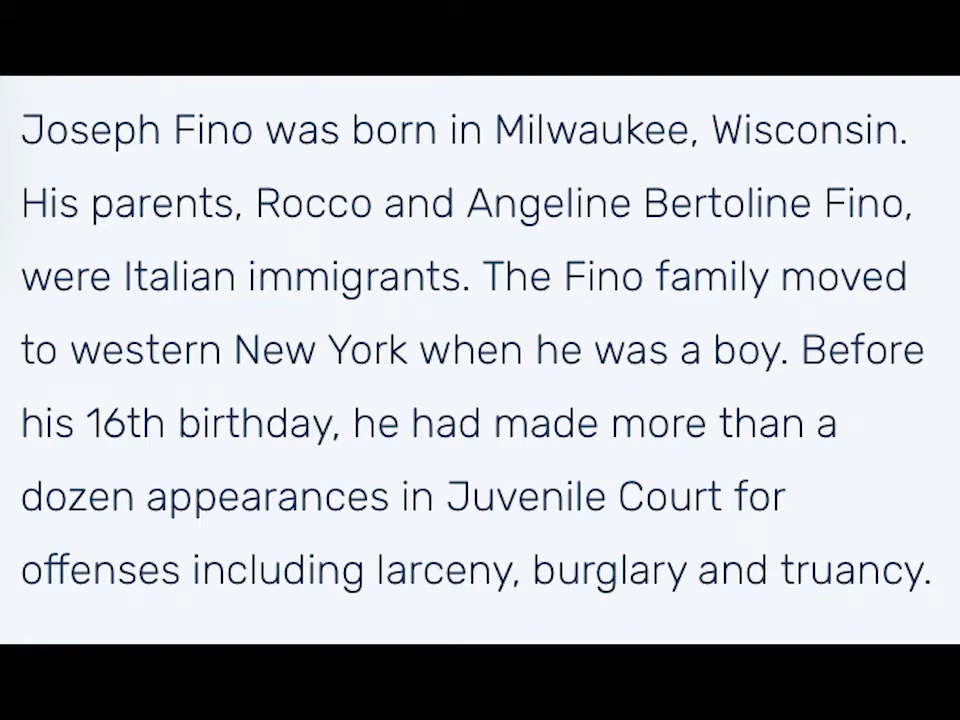 Joseph Fino was born in Milwaukee, Wisconsin.
His parents, Rocco and Angeline Bertoline Fino,
were Italian immigrants. The Fino family moved
to western New York when he was a boy. Before
his 16th birthday, he had made more than a
dozen appearances in Juvenile Court for
offenses including larceny, burglary and truancy.